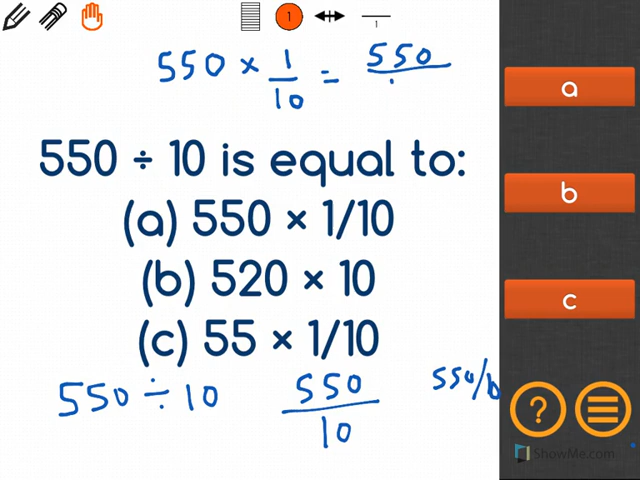 1
1
550 × 1/10 = 550
550 ÷ 10 is equal to:
(a) 550 × 1/10
(b) 520 × 10
(c) 55 × 1/10
550 ÷ 10
550/10
a
b
c
?
ShowMe.com